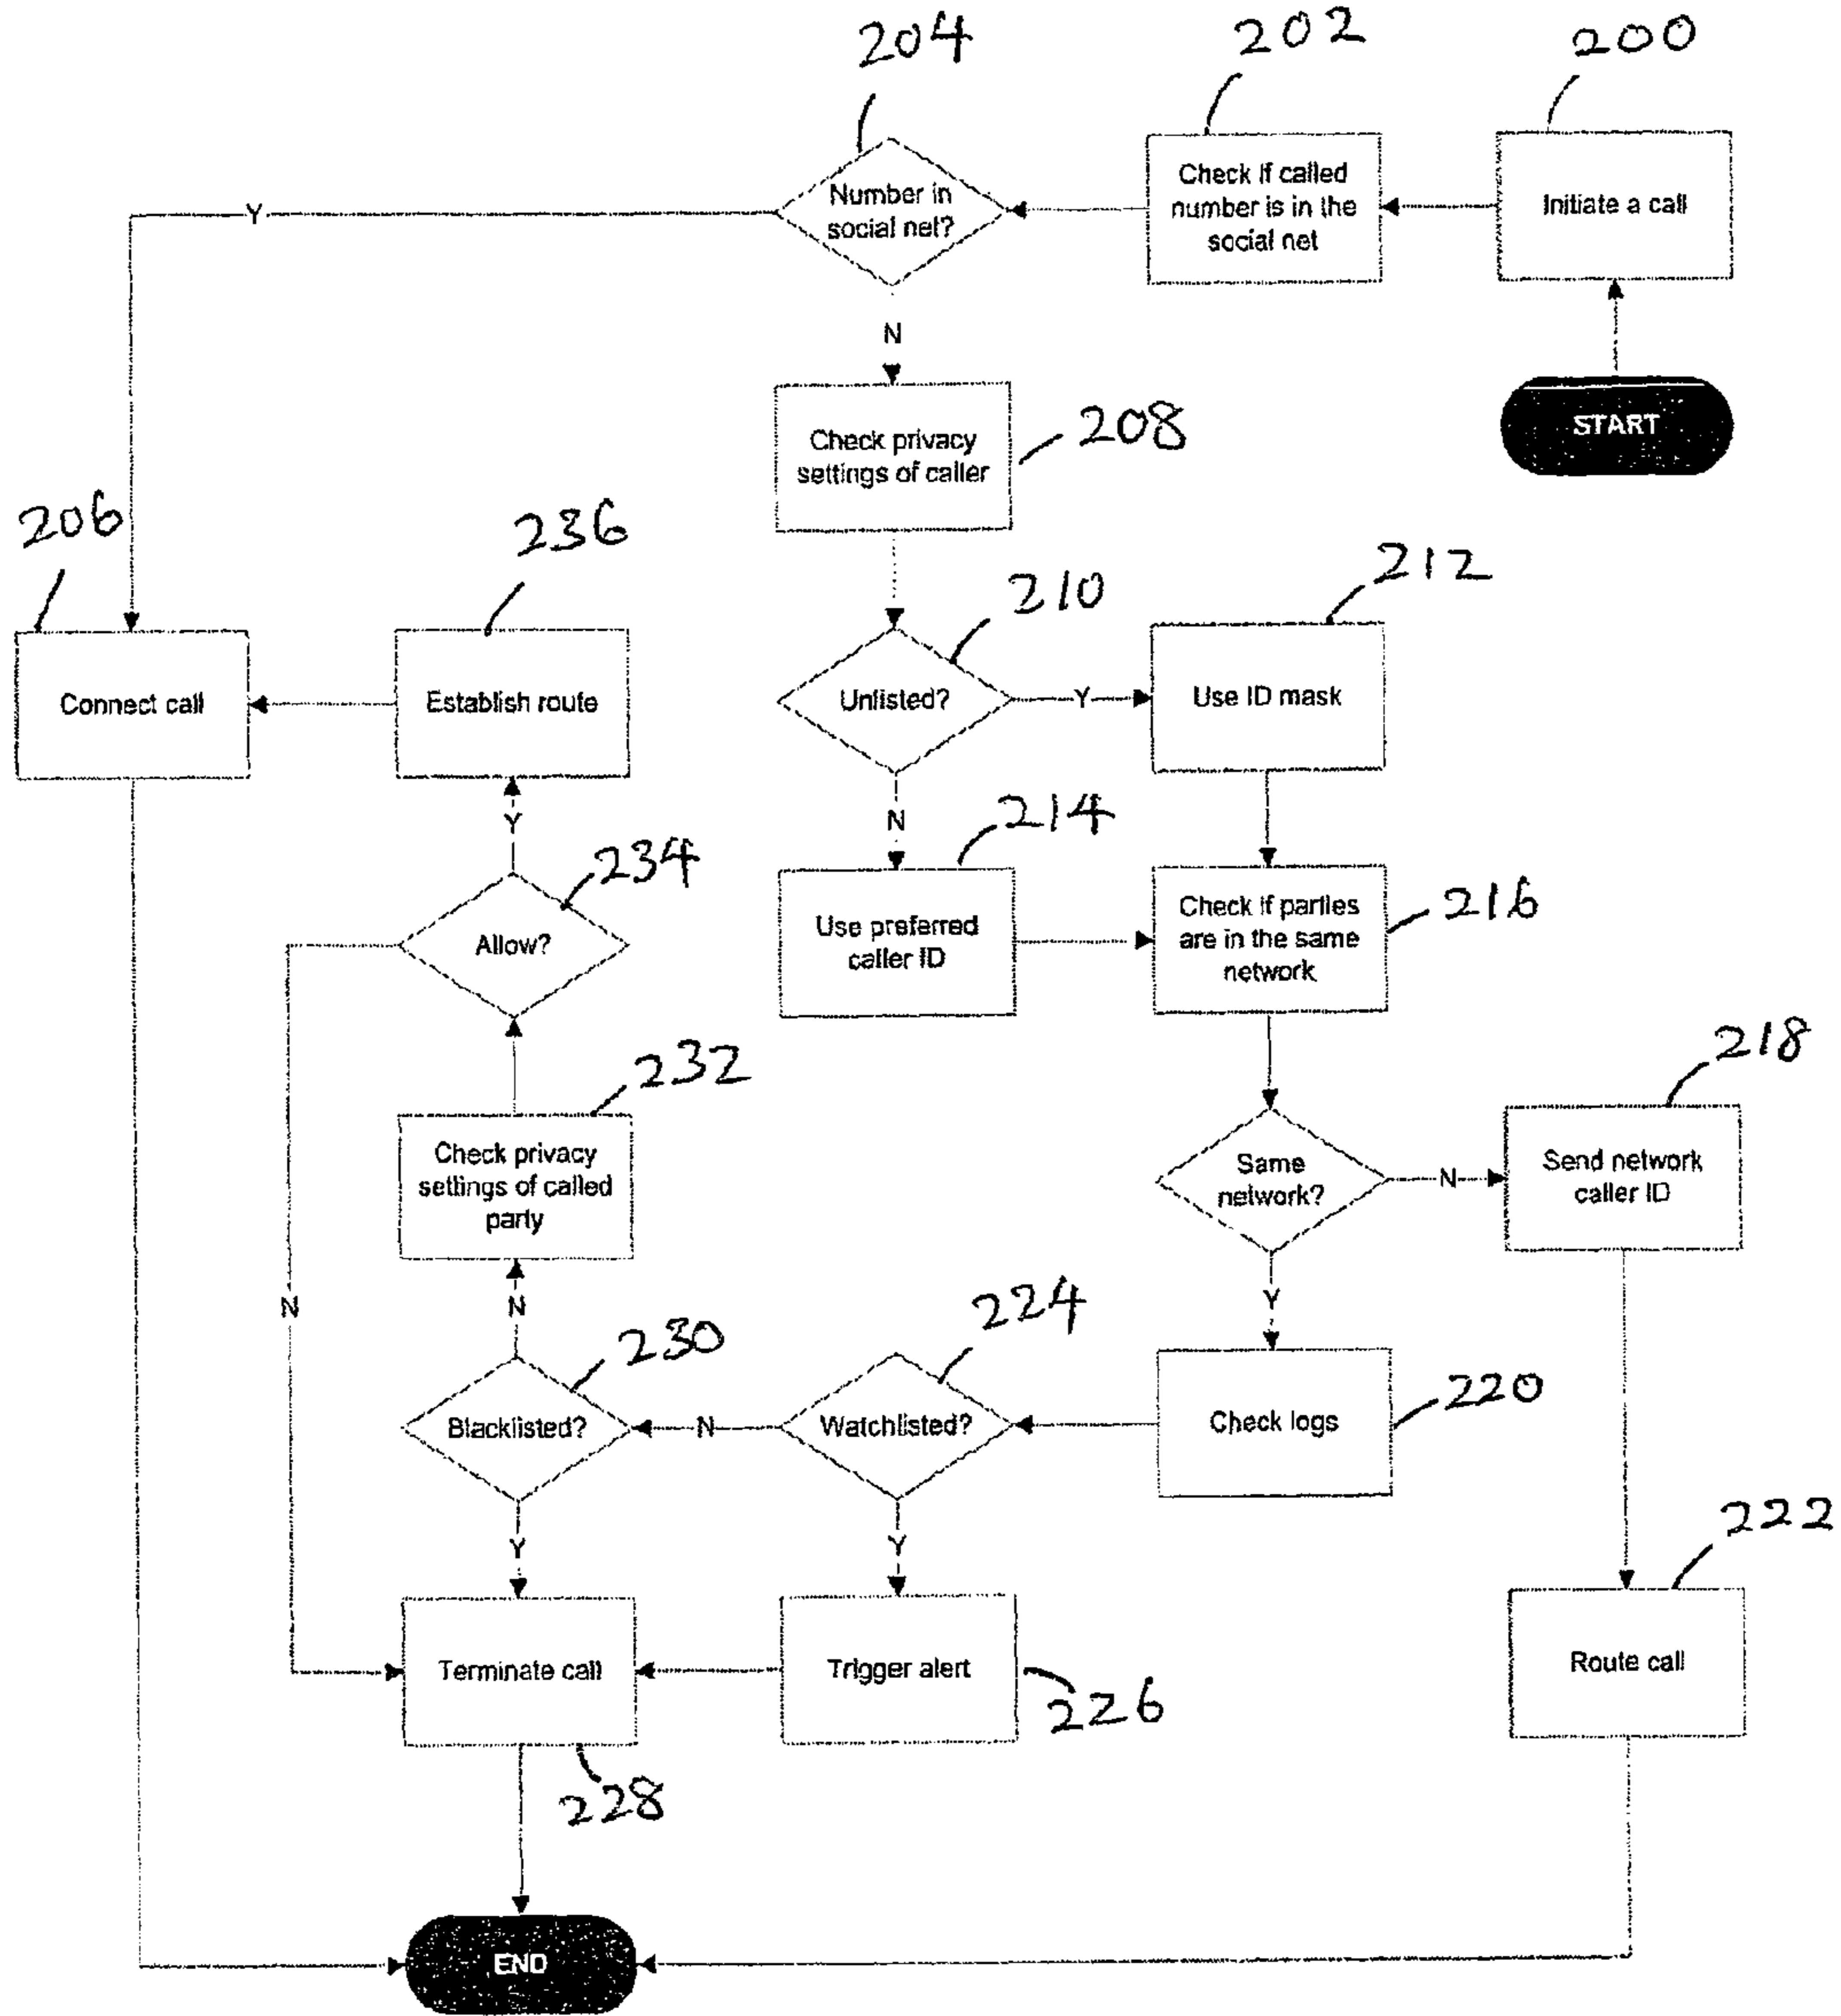 204
202
200
Number in
social net?
Check if called
number is in the
social net
Initiate a call
Y
N
START
Check privacy
settings of caller
208
206
236
210
212
Connect call
Establish route
Unlisted?
Y
Use ID mask
Y
N
214
234
Allow?
Use preferred
caller ID
Check if parties
are in the same
network
216
232
218
Check privacy
settings of called
party
Same
network?
N
Send network
caller ID
N
N
Y
230
224
Blacklisted?
N
Watchlisted?
Check logs
220
Y
Y
222
Terminate call
Trigger alert
226
Route call
228
END